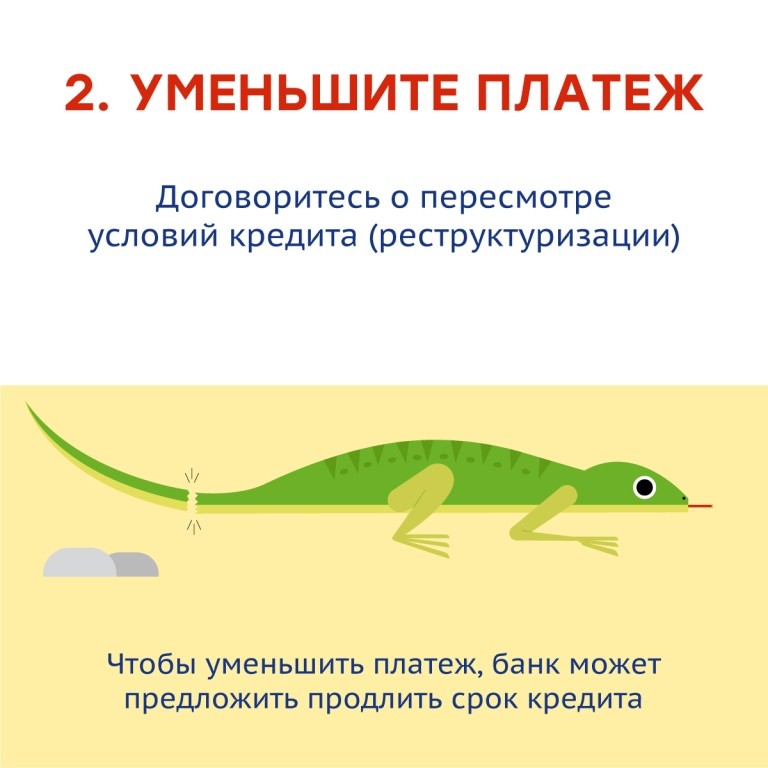 2. УМЕНЬШИТЕ ПЛАТЕЖ
Договоритесь о пересмотре
условий кредита (реструктуризации)
Чтобы уменьшить платеж, банк может
предложить продлить срок кредита